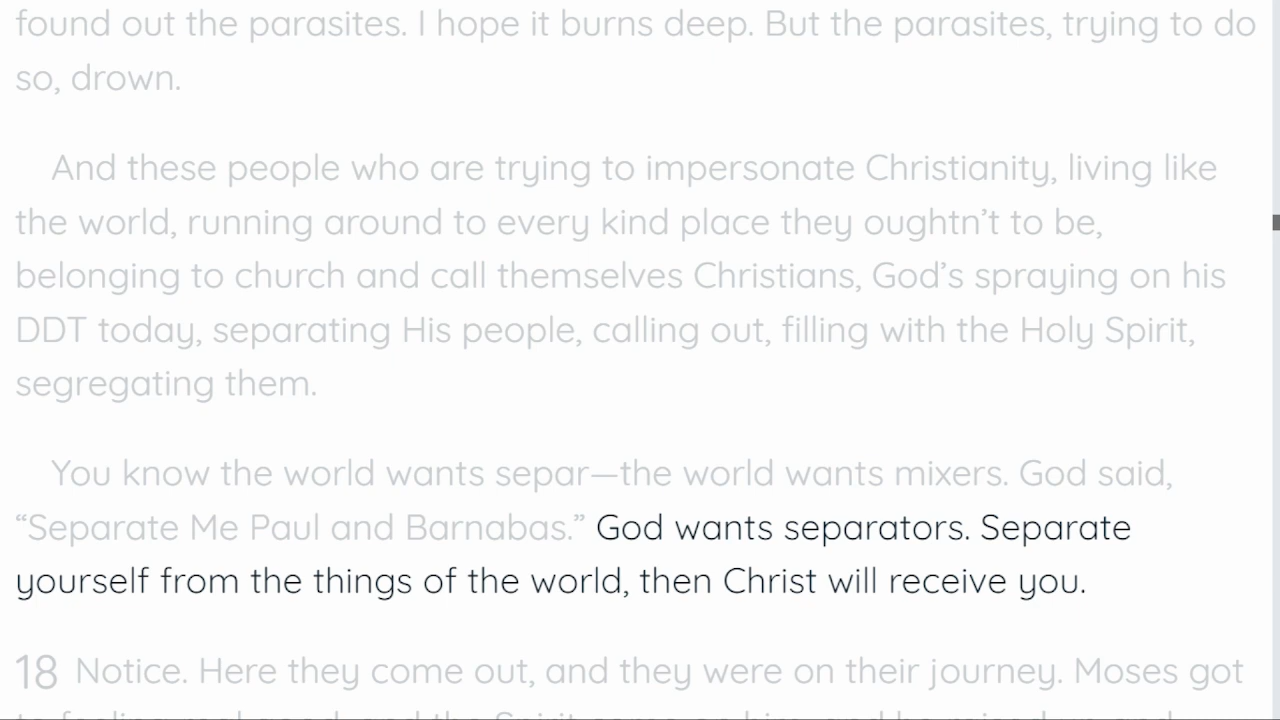 found out the parasites. I hope it burns deep. But the parasites, trying to do
so, drown.
And these people who are trying to impersonate Christianity, living like
the world, running around to every kind place they oughtn’t to be,
belonging to church and call themselves Christians, God’s spraying on his
DDT today, separating His people, calling out, filling with the Holy Spirit,
segregating them.
You know the world wants separ—the world wants mixers. God said,
“Separate Me Paul and Barnabas.” God wants separators. Separate
yourself from the things of the world, then Christ will receive you.
18 Notice. Here they come out, and they were on their journey. Moses got